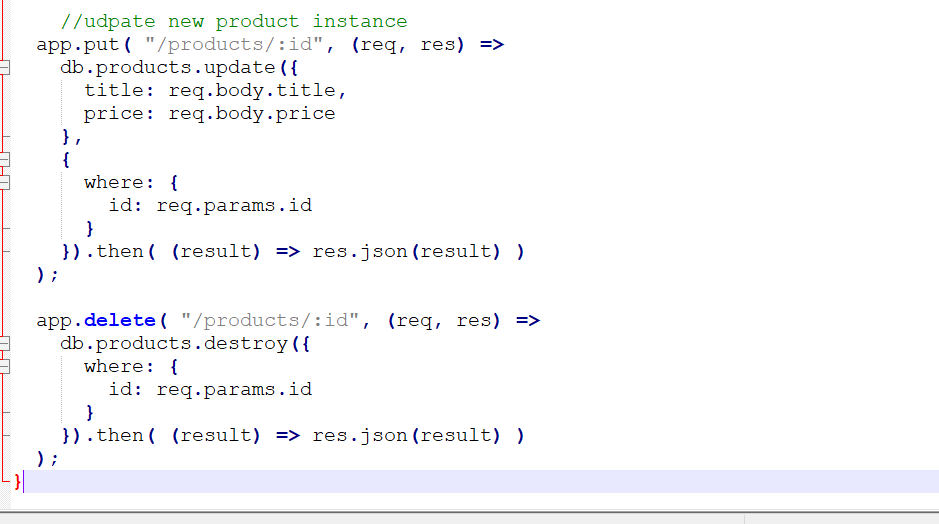 //udpate new product instance
app.put( "/products/:id", (req, res) =>
db.products.update({
title: req.body.title,
price: req.body.price
},
{
where: {
id: req.params.id
}
}).then( (result) => res.json(result) )
);
app.delete( "/products/:id", (req, res) =>
db.products.destroy({
where: {
id: req.params.id
}
}).then( (result) => res.json(result) )
);
}